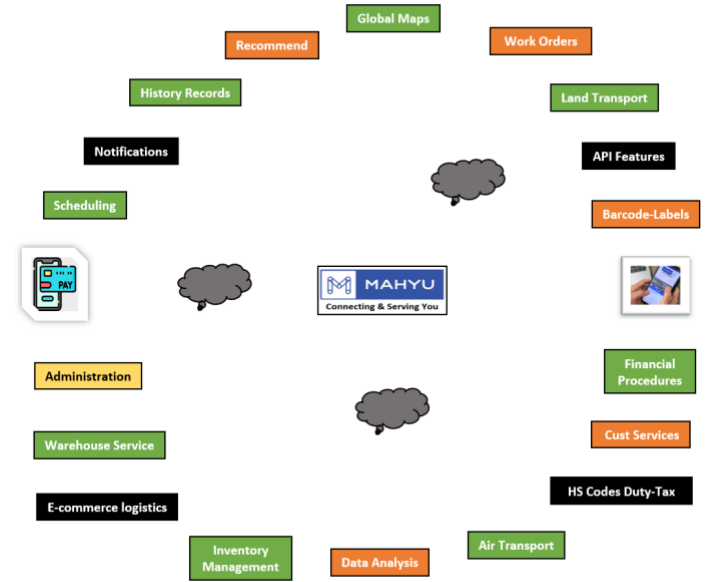 Global Maps
Recommend
Work Orders
History Records
Land Transport
Notifications
API Features
Scheduling
Barcode-Labels
PAY
MAHYU
Connecting & Serving You
Financial
Procedures
Administration
Cust Services
Warehouse Service
HS Codes Duty-Tax
E-commerce logistics
Air Transport
Inventory
Management
Data Analysis